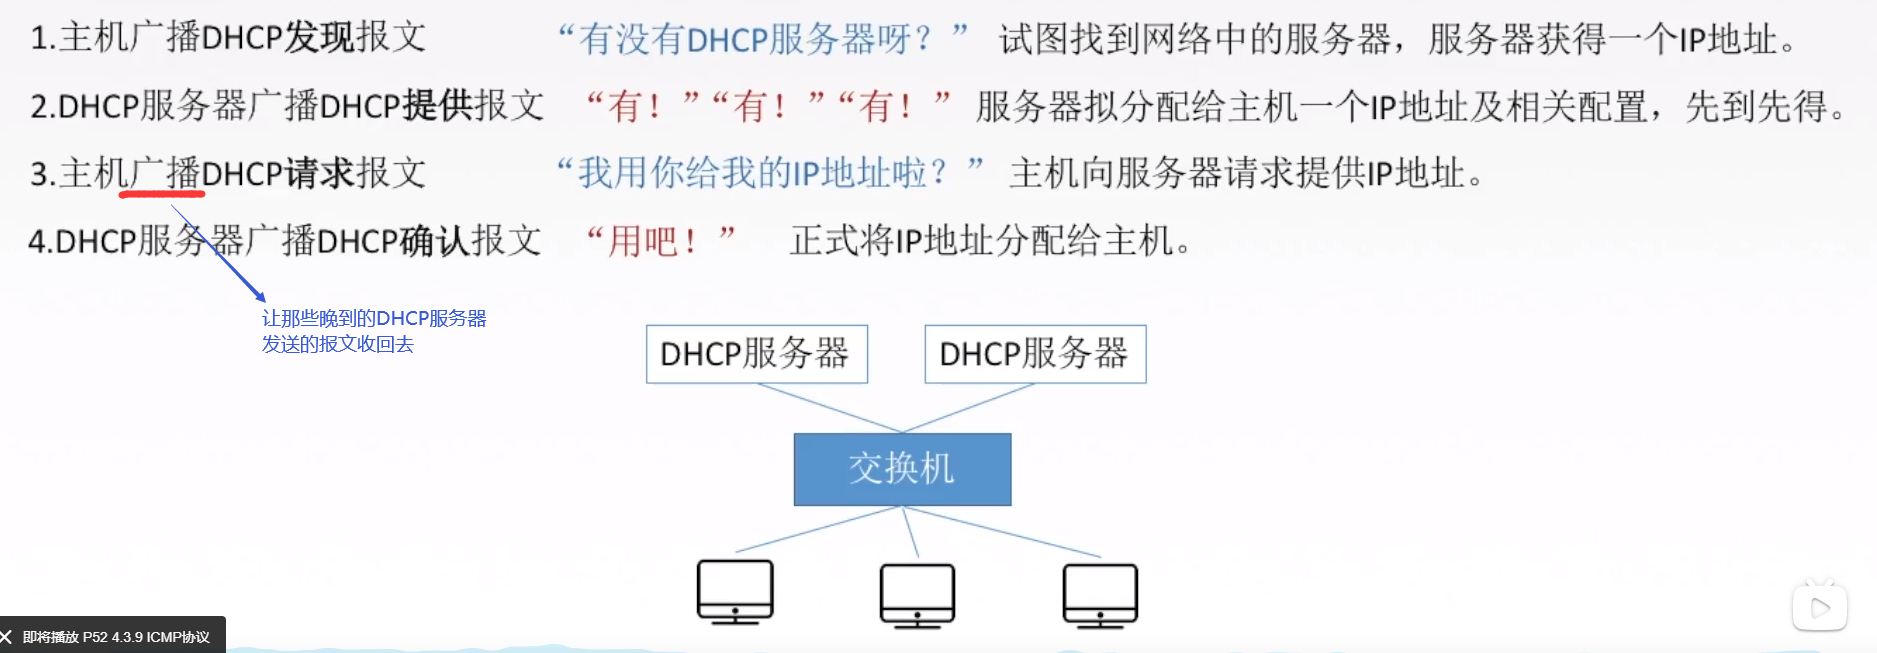 1.主机广播DHCP发现报文 “有没有DHCP服务器呀？” 试图找到网络中的服务器，服务器获得一个IP地址。
2.DHCP服务器广播DHCP提供报文 “有！”“有！”“有！” 服务器拟分配给主机一个IP地址及相关配置，先到先得。
3.主机广播DHCP请求报文 “我用你给我的IP地址啦？” 主机向服务器请求提供IP地址。
4.DHCP服务器广播DHCP确认报文 “用吧！” 正式将IP地址分配给主机。
让那些晚到的DHCP服务器
发送的报文收回去
DHCP服务器 DHCP服务器
交换机
即将播放 P52 4.3.9 ICMP协议